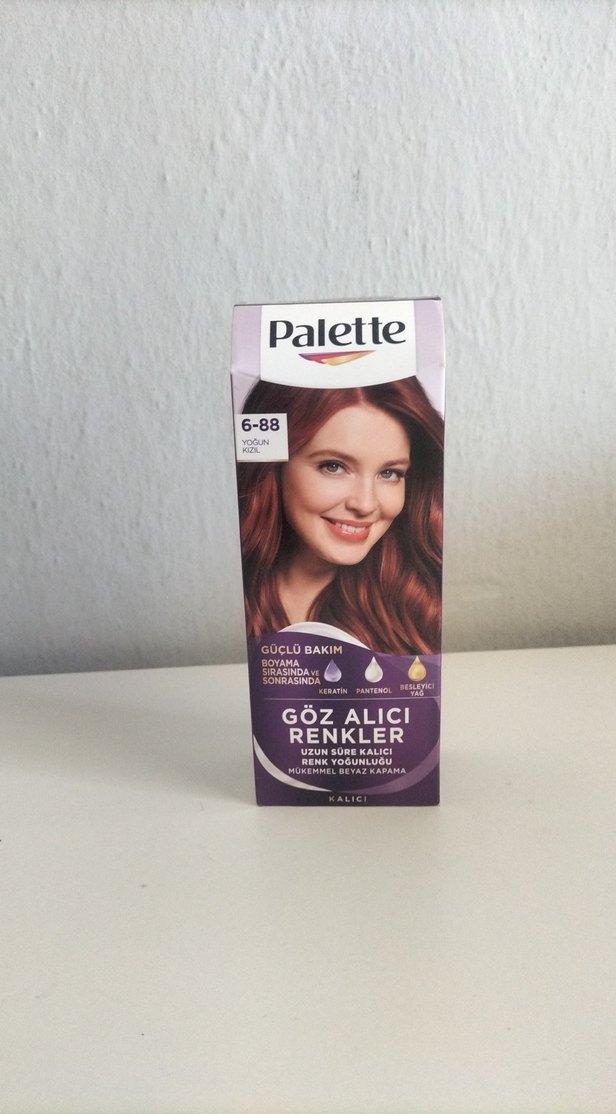 Palette
6-88
YOĞUN
KIZIL
GÜÇLÜ BAKIM
BOYAMA
SIRASINDA VE
SONRASINDA
KERATİN PANTENOL BESLEYİCİ
YAĞ
GÖZ ALICI
RENKLER
UZUN SÜRE KALICI
RENK YOĞUNLUĞU
MÜKEMMEL BEYAZ KAPAMA
KALICI